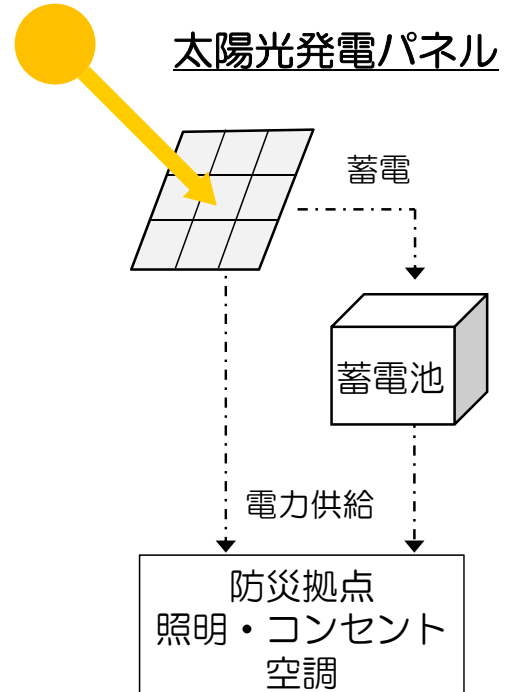 太陽光発電パネル
蓄電
蓄電池
電力供給
防災拠点
照明・コンセント
空調